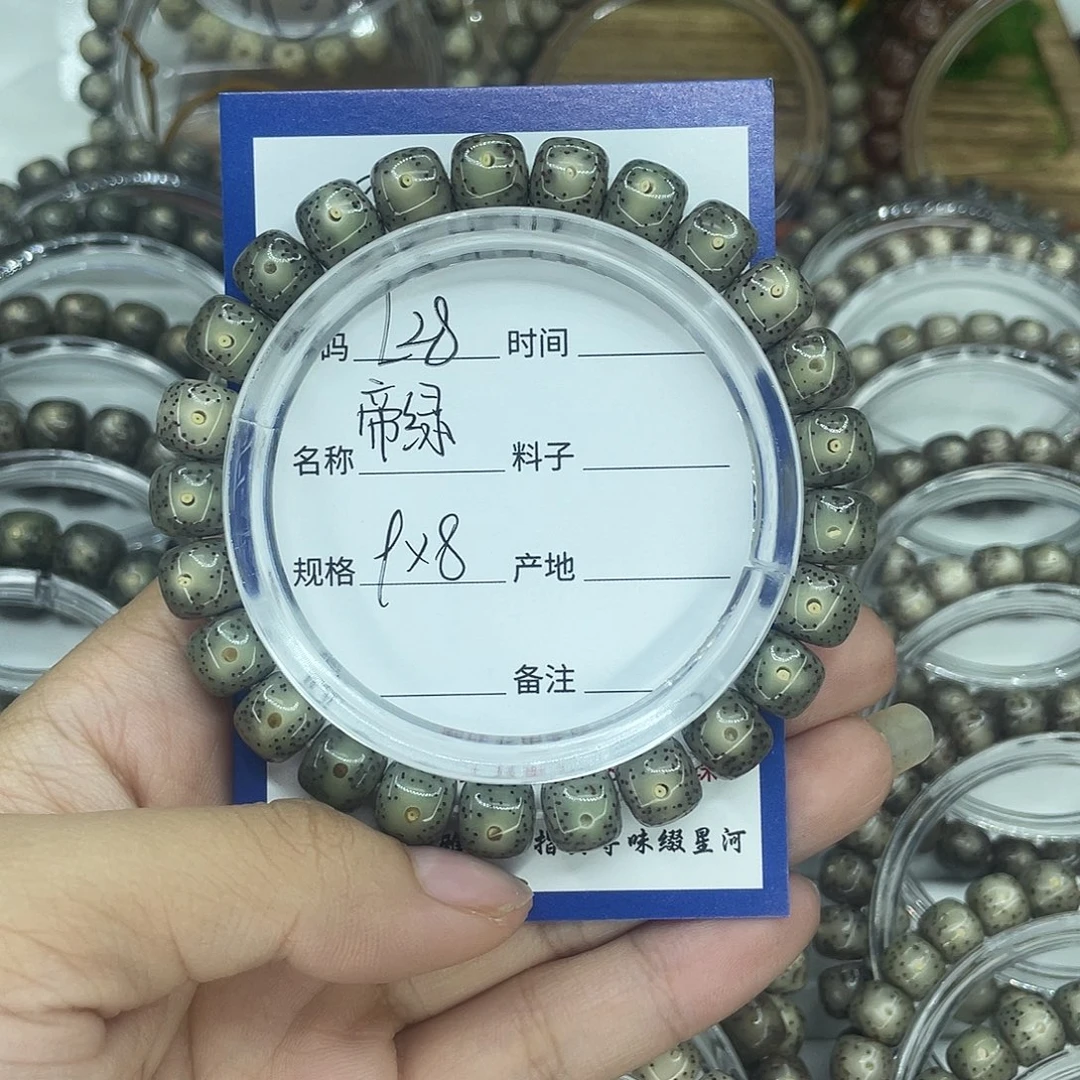 码 L28 时间
名称 帝绿 料子
规格 9×8 产地
备注
味缀星河